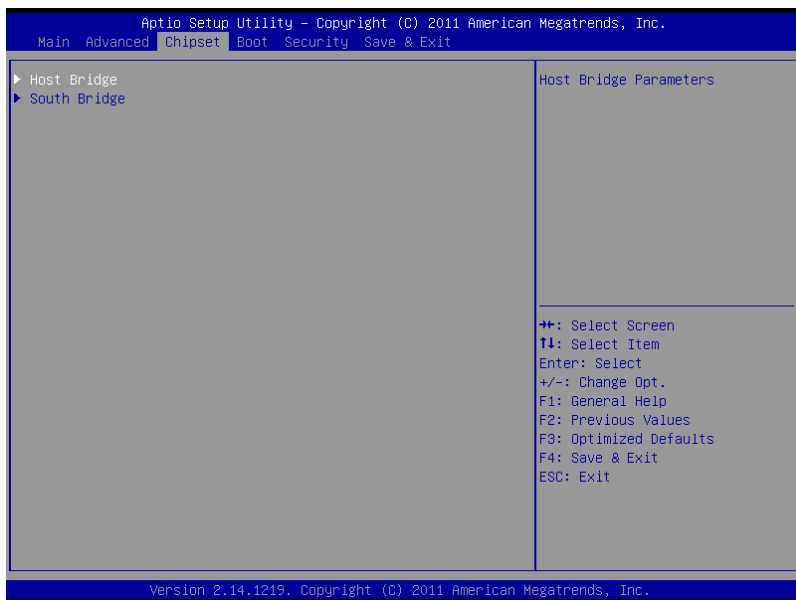 Aptio Setup Utility – Copyright (C) 2011 American Megatrends, Inc.
Main Advanced Chipset Boot Security Save & Exit
▶ Host Bridge
▶ South Bridge
Host Bridge Parameters
→←: Select Screen
↑↓: Select Item
Enter: Select
+/-: Change Opt.
F1: General Help
F2: Previous Values
F3: Optimized Defaults
F4: Save & Exit
ESC: Exit
Version 2.14.1219. Copyright (C) 2011 American Megatrends, Inc.